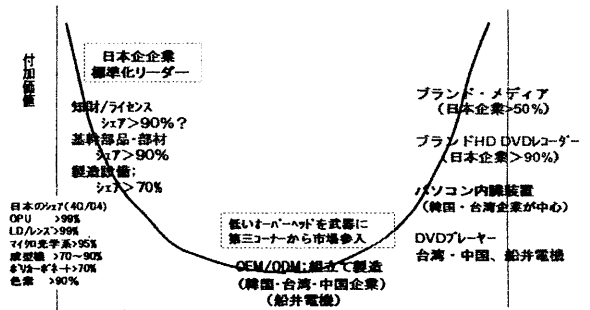 付加価値
日本企企業
標準化リーダー
知財/ライセンス
シェア>90%?
基幹部品・部材
シェア>90%
製造設備;
シェア>70%
日本のシェア(4Q/04)
OPU >99%
LD/レンズ>99%
マイクロ光学系>95%
成型機 >70~90%
ポリカーボネート>70%
色素 >90%
低いオーバーヘッドを武器に
第三コーナーから市場参入
OEM/ODM:組立て製造
(韓国・台湾・中国企業)
(船井電機)
ブランド・メディア
(日本企業>50%)
ブランドHD DVDレコーダー
(日本企業>90%)
パソコン内臓装置
(韓国・台湾企業が中心)
DVDプレーヤー
台湾・中国、船井電機